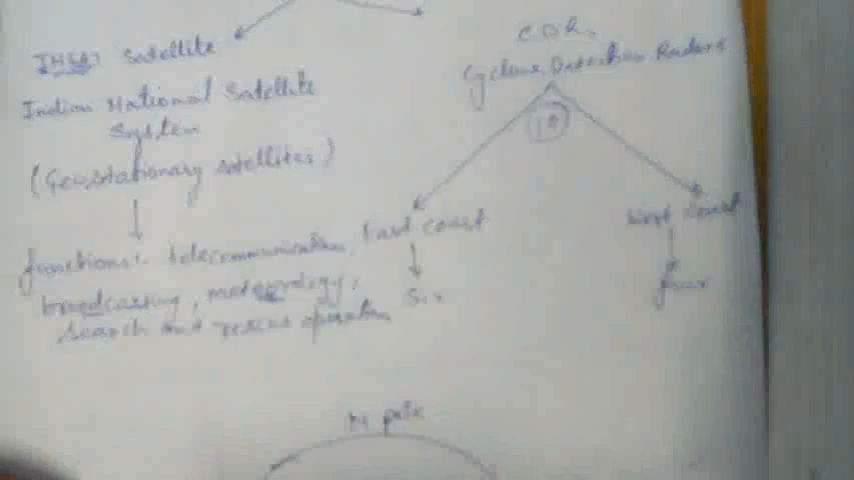 INSAT Satellite
Indian National Satellite
System
(Geostationary satellites)
functions:- telecommunication,
broadcasting, meteorology,
search and rescue operation
C D R.
Cyclone Detection Radars
10
East coast
Six
West coast
four
N pole